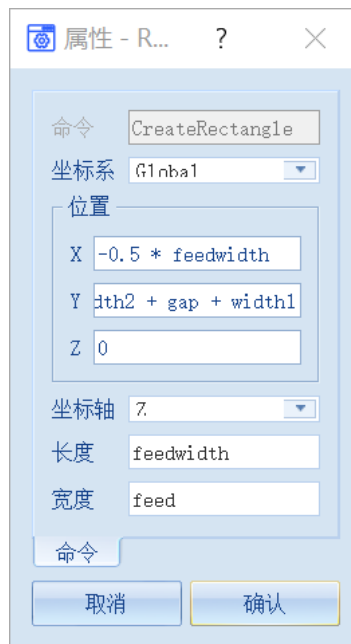 属性 - R... ?
命令 CreateRectangle
坐标系 Global
位置
X -0.5 * feedwidth
Y dth2 + gap + width1
Z 0
坐标轴 Z
长度 feedwidth
宽度 feed
命令
取消 确认